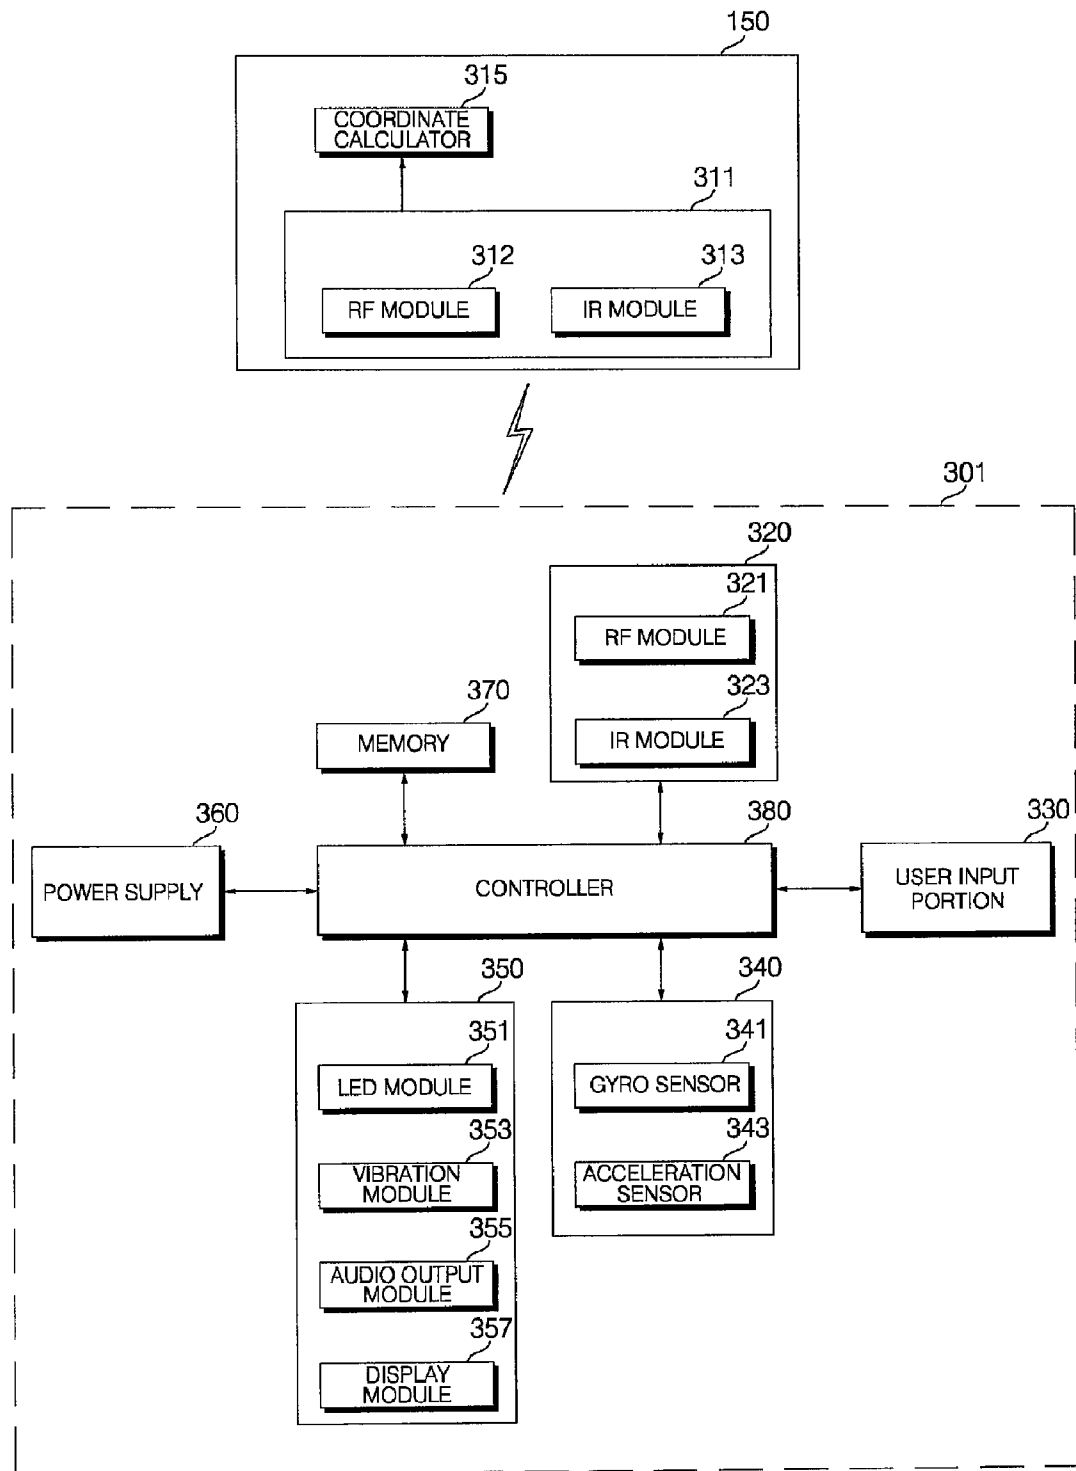 150
315
COORDINATE
CALCULATOR
311
312
313
RF MODULE
IR MODULE
301
320
321
RF MODULE
323
IR MODULE
370
MEMORY
360
380
330
POWER SUPPLY
CONTROLLER
USER INPUT
PORTION
350
340
351
LED MODULE
341
GYRO SENSOR
353
VIBRATION
MODULE
343
ACCELERATION
SENSOR
355
AUDIO OUTPUT
MODULE
357
DISPLAY
MODULE